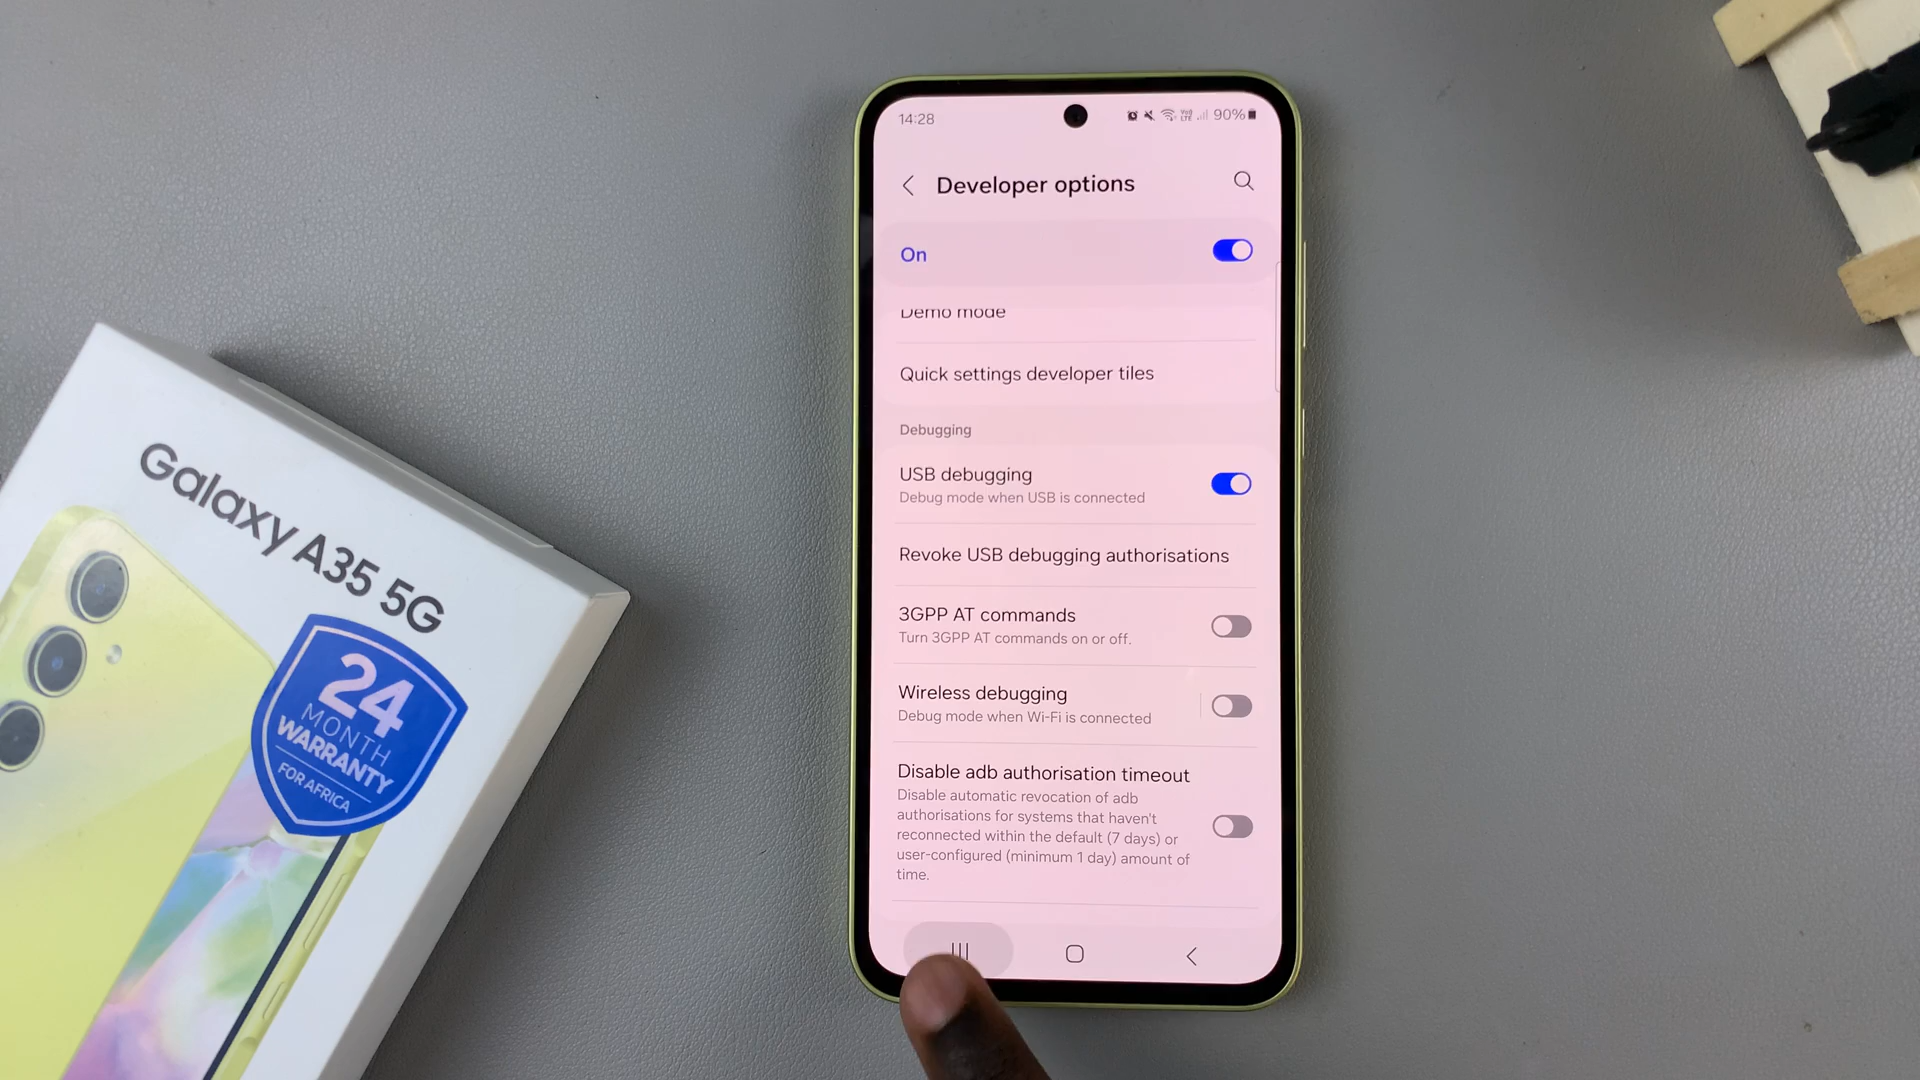 Galaxy A35 5G
24
MONTH
WARRANTY
FOR AFRICA
14:28
90%
Developer options
On
Demo mode
Quick settings developer tiles
Debugging
USB debugging
Debug mode when USB is connected
Revoke USB debugging authorisations
3GPP AT commands
Turn 3GPP AT commands on or off.
Wireless debugging
Debug mode when Wi-Fi is connected
Disable adb authorisation timeout
Disable automatic revocation of adb
authorisations for systems that haven't
reconnected within the default (7 days) or
user-configured (minimum 1 day) amount of
time.